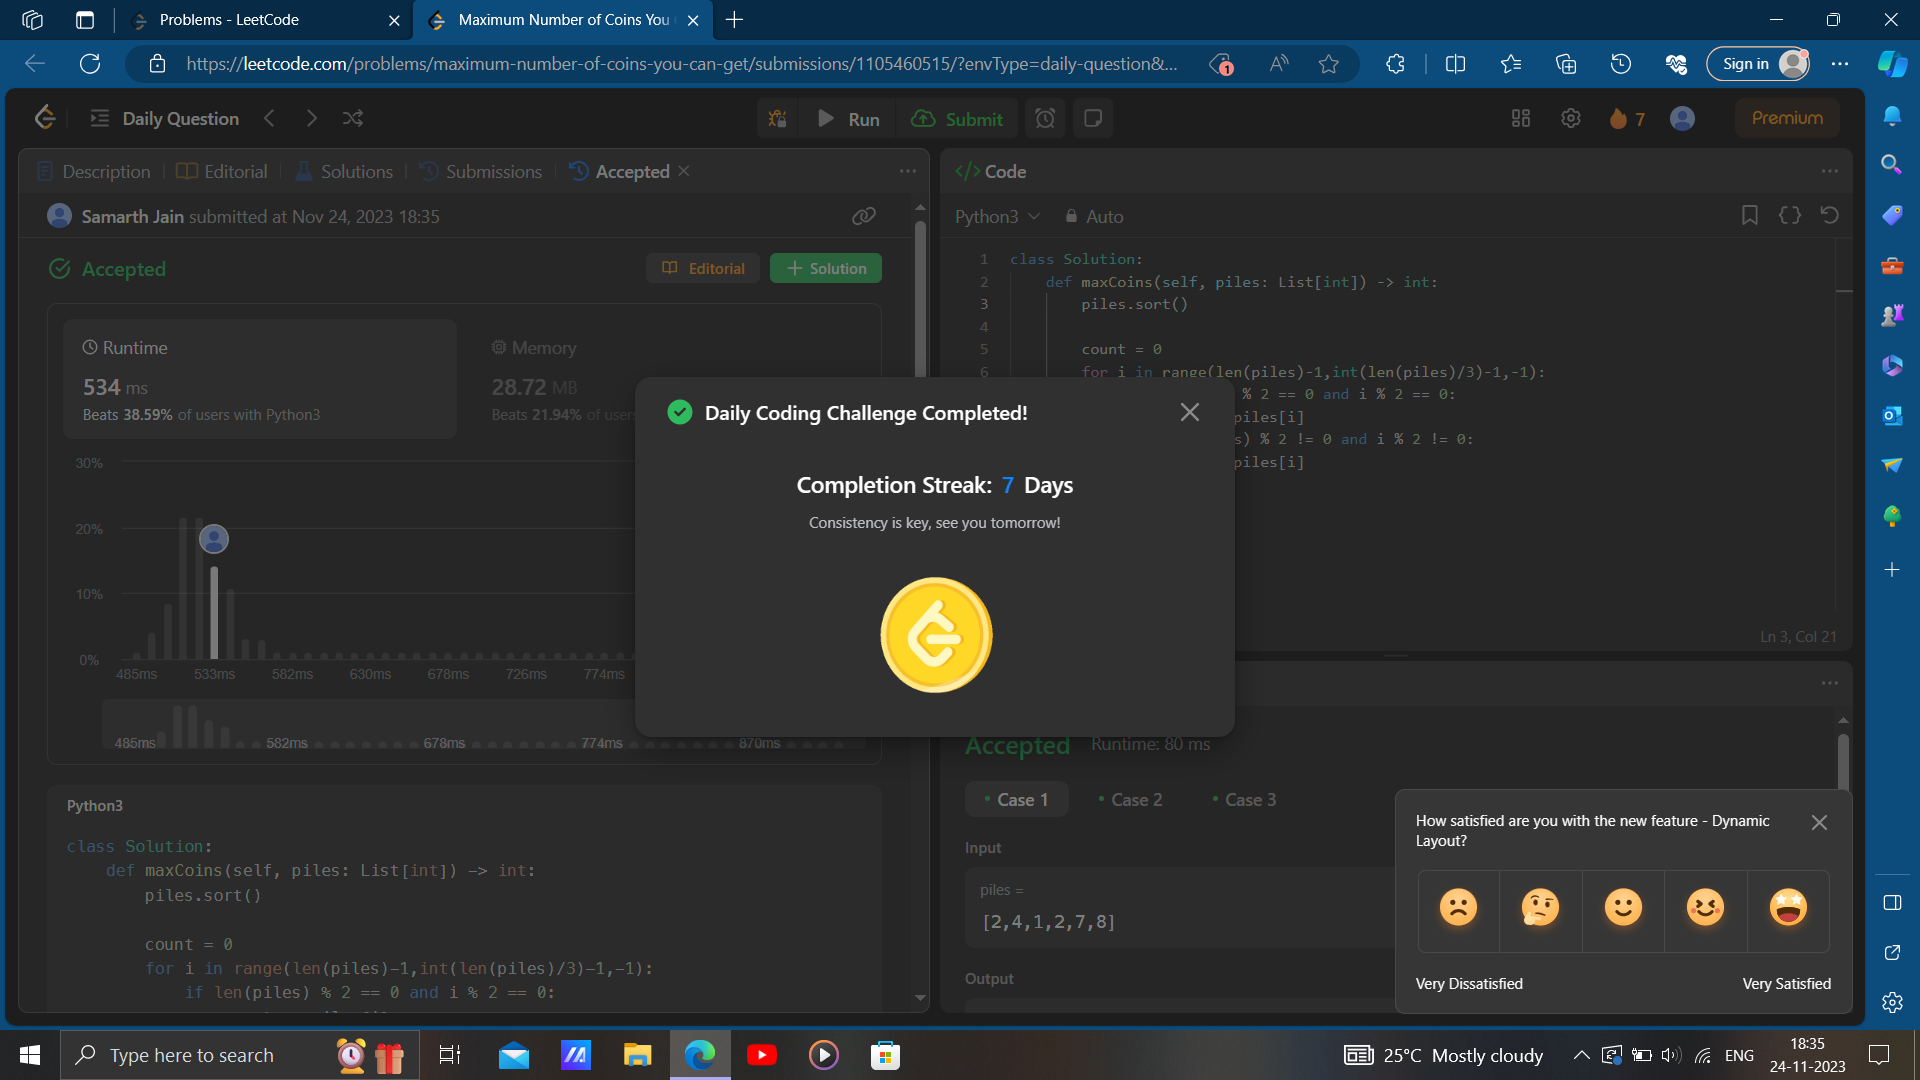 Problems - LeetCode
Maximum Number of Coins You
https://leetcode.com/problems/maximum-number-of-coins-you-can-get/submissions/1105460515/?envType=daily-question&...
1
Sign in
Daily Question
Run
Submit
7
Premium
Description
Editorial
Solutions
Submissions
Accepted
Samarth Jain submitted at Nov 24, 2023 18:35
Accepted
Editorial
Solution
Runtime
534 ms
Beats 38.59% of users with Python3
Memory
28.72 MB
Beats 21.94% of users
30%
20%
10%
0%
485ms 533ms 582ms 630ms 678ms 726ms 774ms
485ms 582ms 678ms 774ms 870ms
Python3
class Solution:
def maxCoins(self, piles: List[int]) -> int:
piles.sort()
count = 0
for i in range(len(piles)-1,int(len(piles)/3)-1,-1):
if len(piles) % 2 == 0 and i % 2 == 0:
Code
Python3
Auto
1 class Solution:
2 def maxCoins(self, piles: List[int]) -> int:
3 piles.sort()
4
5 count = 0
6 for i in range(len(piles)-1,int(len(piles)/3)-1,-1):
% 2 == 0 and i % 2 == 0:
piles[i]
s) % 2 != 0 and i % 2 != 0:
piles[i]
Ln 3, Col 21
Daily Coding Challenge Completed!
Completion Streak: 7 Days
Consistency is key, see you tomorrow!
Accepted
Runtime: 80 ms
Case 1
Case 2
Case 3
Input
piles =
[2,4,1,2,7,8]
Output
How satisfied are you with the new feature - Dynamic
Layout?
Very Dissatisfied
Very Satisfied
Type here to search
25°C Mostly cloudy
ENG
18:35
24-11-2023